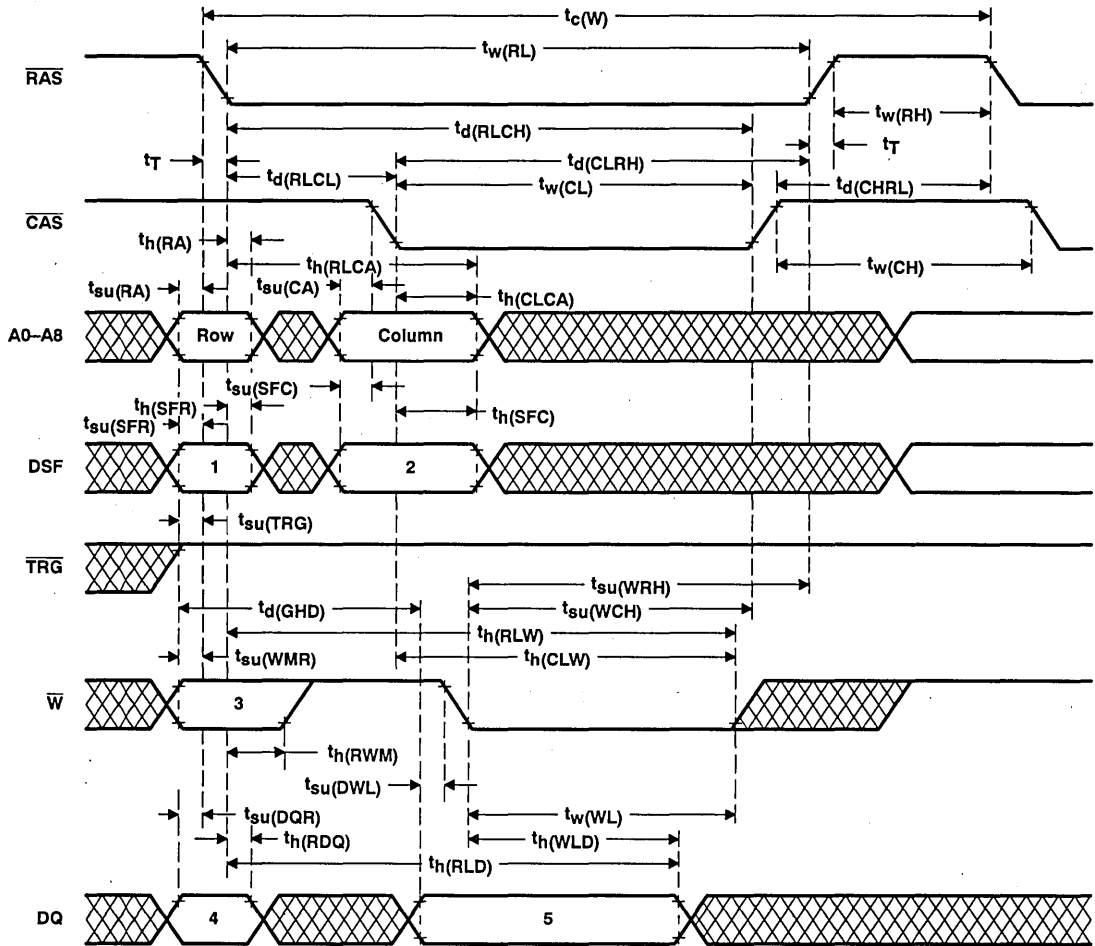 tc(W)
tw(RL)
RAS
tw(RH)
td(RLCH)
tT
td(CLRH)
tT
td(RLCL)
tw(CL)
td(CHRL)
CAS
th(RA)
th(RLCA)
tw(CH)
tsu(RA)
tsu(CA)
th(CLCA)
A0–A8
Row
Column
tsu(SFC)
th(SFR)
th(SFC)
tsu(SFR)
DSF
1
2
tsu(TRG)
TRG
tsu(WRH)
td(GHD)
tsu(WCH)
th(RLW)
tsu(WMR)
th(CLW)
W
3
th(RWM)
tsu(DWL)
tsu(DQR)
tw(WL)
th(RDQ)
th(WLD)
th(RLD)
DQ
4
5